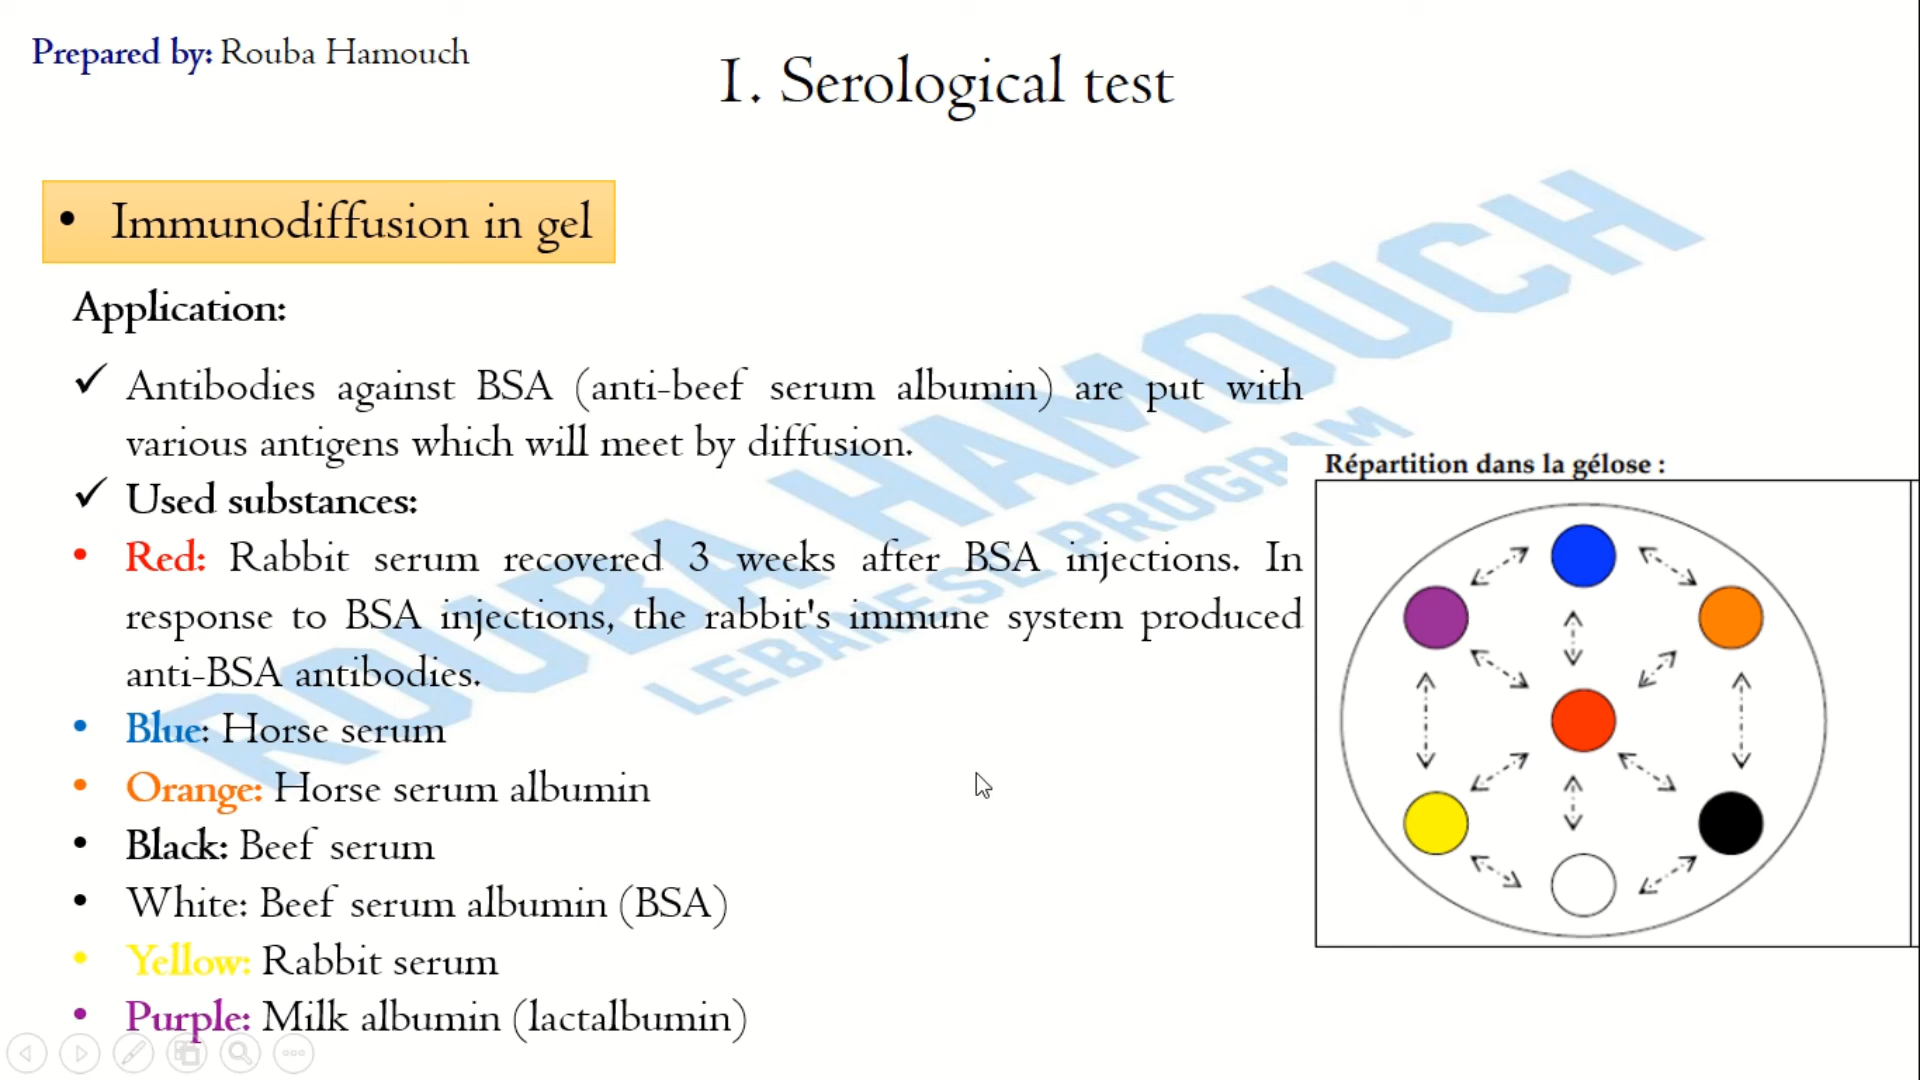 Prepared by: Rouba Hamouch
I. Serological test
• Immunodiffusion in gel
Application:
✓ Antibodies against BSA (anti-beef serum albumin) are put with
various antigens which will meet by diffusion.
✓ Used substances:
• Red: Rabbit serum recovered 3 weeks after BSA injections. In
response to BSA injections, the rabbit's immune system produced
anti-BSA antibodies.
• Blue: Horse serum
• Orange: Horse serum albumin
• Black: Beef serum
• White: Beef serum albumin (BSA)
• Yellow: Rabbit serum
• Purple: Milk albumin (lactalbumin)
Répartition dans la gélose :
ROUBA HAMOUCH
LEBANESE PROGRAM